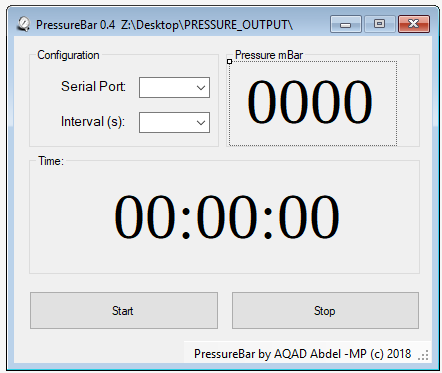 PressureBar 0.4  Z:\Desktop\PRESSURE_OUTPUT\
Configuration
Serial Port:
Interval (s):
Pressure mBar
0000
Time:
00:00:00
Start
Stop
PressureBar by AQAD Abdel -MP (c) 2018